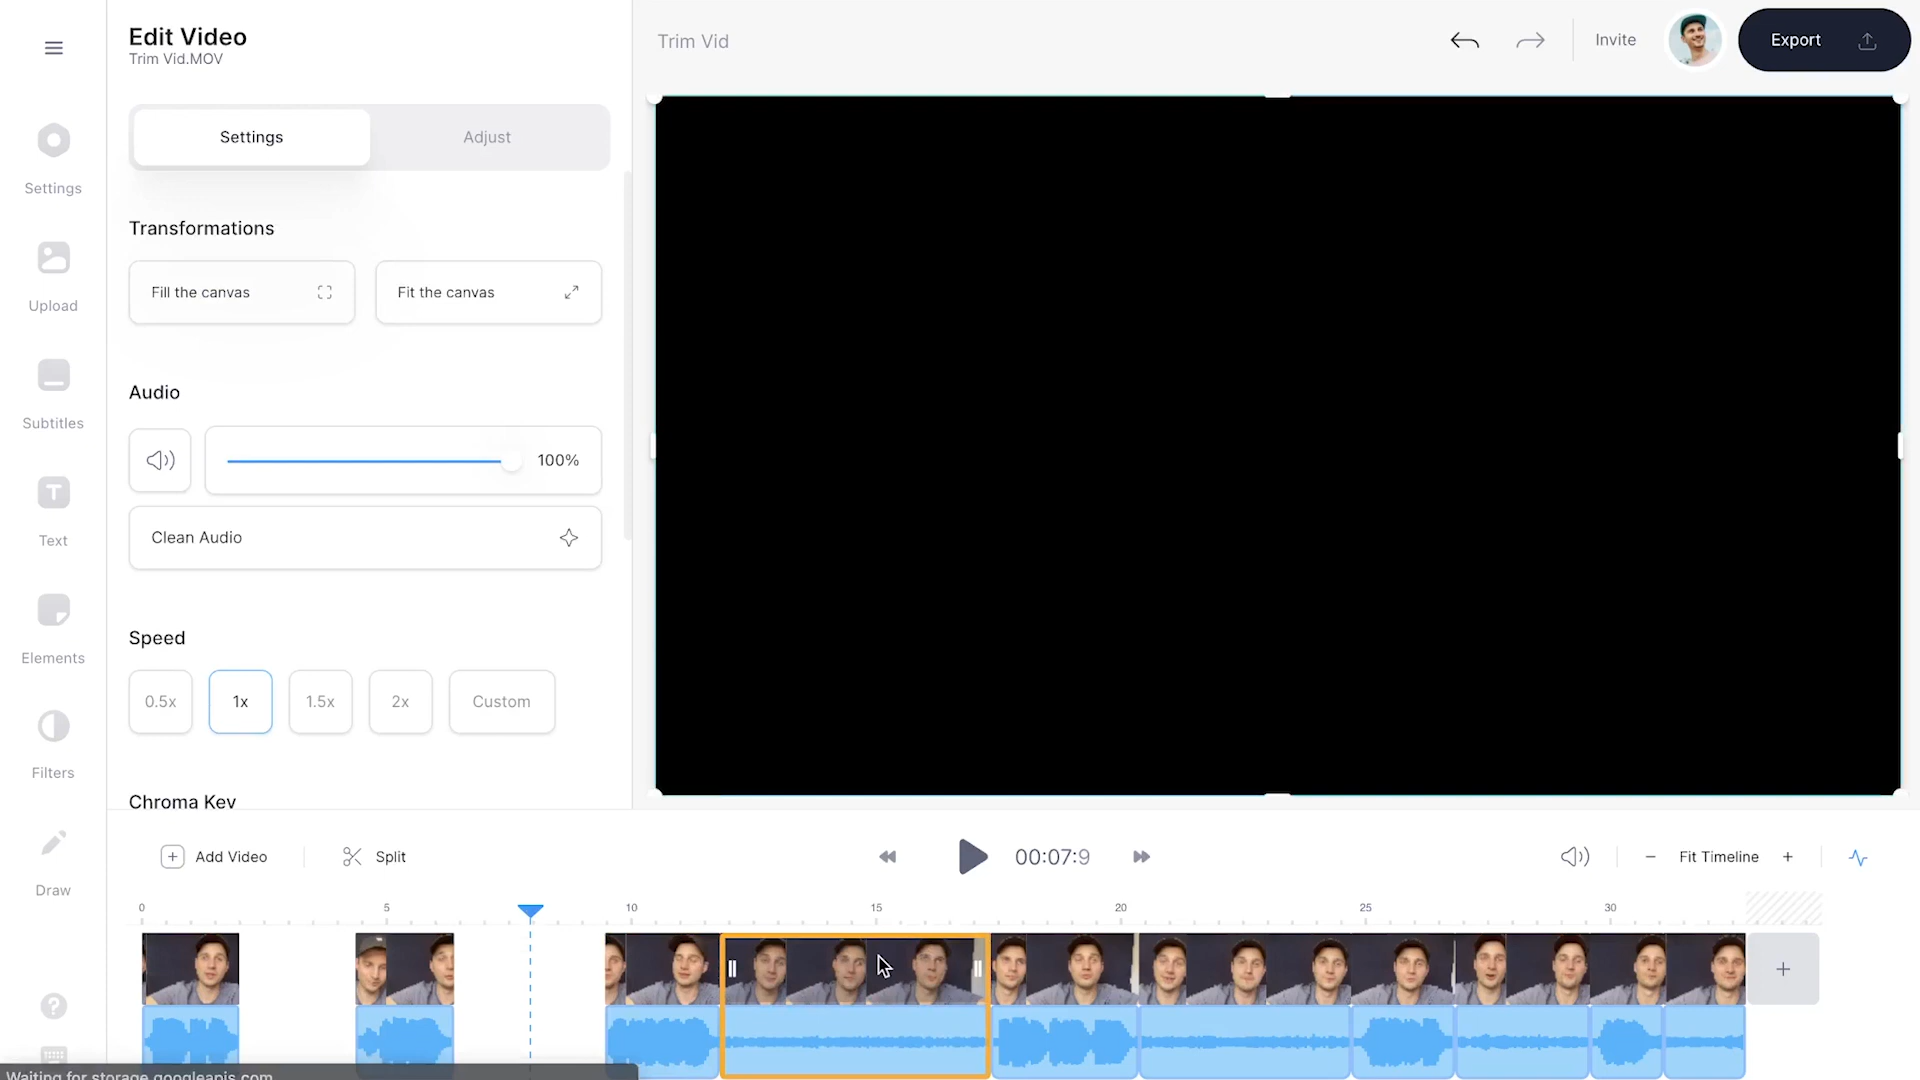 Edit Video
Trim Vid.MOV
Trim Vid
Invite
Export
Settings
Adjust
Settings
Upload
Subtitles
Text
Elements
Filters
Draw
Transformations
Fill the canvas
Fit the canvas
Audio
100%
Clean Audio
Speed
0.5x
1x
1.5x
2x
Custom
Chroma Key
Add Video
Split
00:07:9
Fit Timeline
0
5
10
15
20
25
30
Waiting for storage.googleapis.com